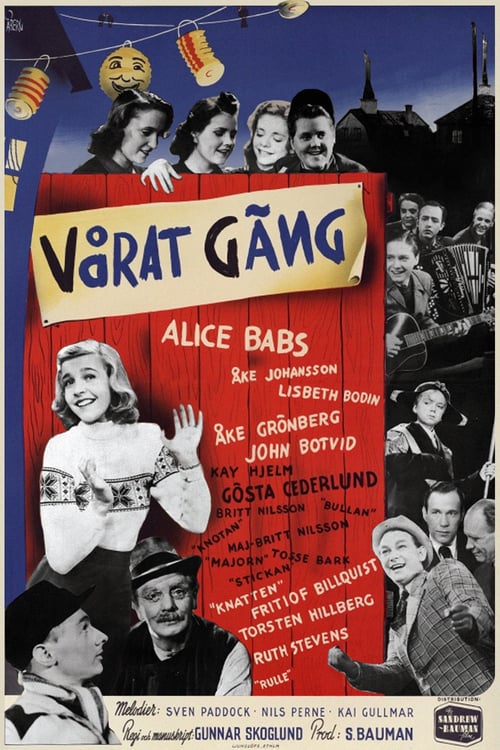 VÅRAT GÄNG
ALICE BABS
ÅKE JOHANSSON
LISBETH BODIN
ÅKE GRÖNBERG
JOHN BOTVID
KAY HJELM
GÖSTA CEDERLUND
BRITT NILSSON "BULLAN"
"KNOTAN"
MAJ-BRITT NILSSON
"MAJORN" TOSSE BARK
"STICKAN"
"KNATTEN" FRITIOF BILLQUIST
TORSTEN HILLBERG
RUTH STEVENS
"RULLE"
Melodier: SVEN PADDOCK · NILS PERNE · KAI GULLMAR
Regi och manuskript: GUNNAR SKOGLUND Prod: S. BAUMAN
DISTRIBUTION:
SANDREW
-BAUMAN